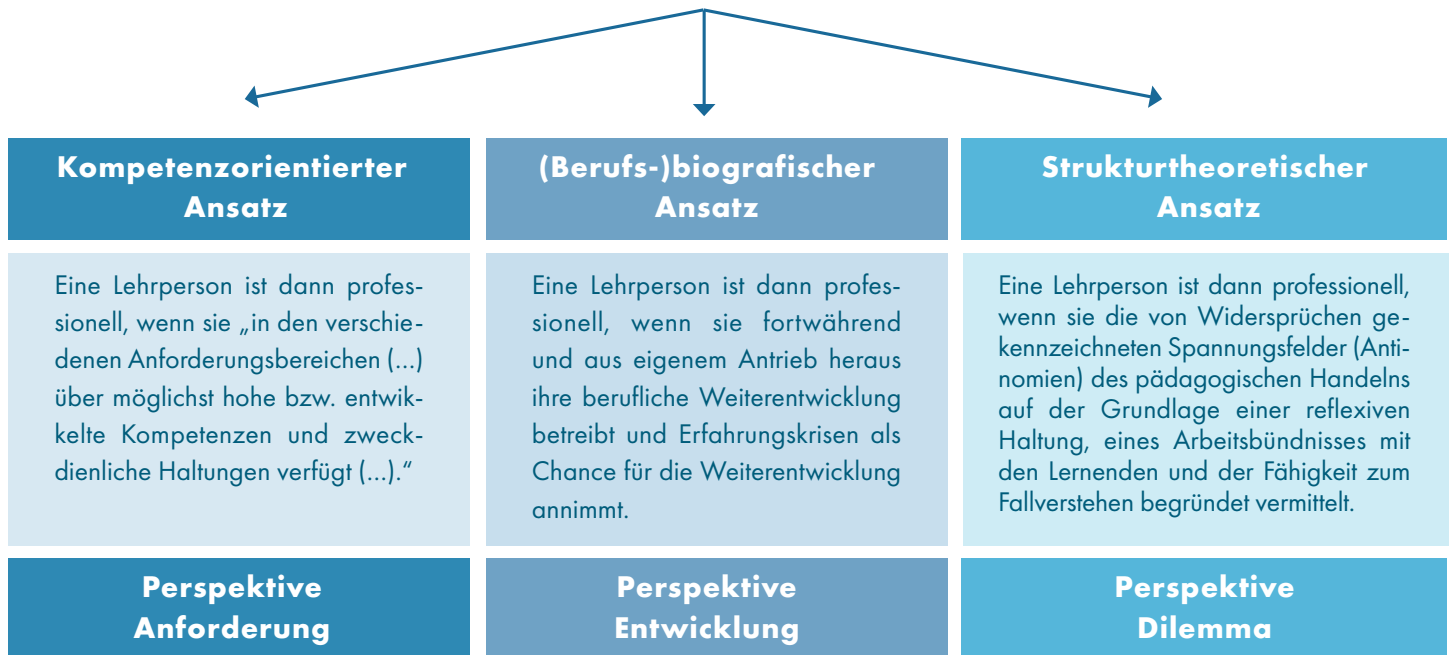 Kompetenzorientierter
Ansatz
Eine Lehrperson ist dann profes-
sionell, wenn sie „in den verschie-
denen Anforderungsbereichen (...)
über möglichst hohe bzw. entwik-
kelte Kompetenzen und zweck-
dienliche Haltungen verfügt (...).“
Perspektive
Anforderung
(Berufs-)biografischer
Ansatz
Eine Lehrperson ist dann profes-
sionell, wenn sie fortwährend
und aus eigenem Antrieb heraus
ihre berufliche Weiterentwicklung
betreibt und Erfahrungskrisen als
Chance für die Weiterentwicklung
annimmt.
Perspektive
Entwicklung
Strukturtheoretischer
Ansatz
Eine Lehrperson ist dann professionell,
wenn sie die von Widersprüchen ge-
kennzeichneten Spannungsfelder (Anti-
nomien) des pädagogischen Handelns
auf der Grundlage einer reflexiven
Haltung, eines Arbeitsbündnisses mit
den Lernenden und der Fähigkeit zum
Fallverstehen begründet vermittelt.
Perspektive
Dilemma